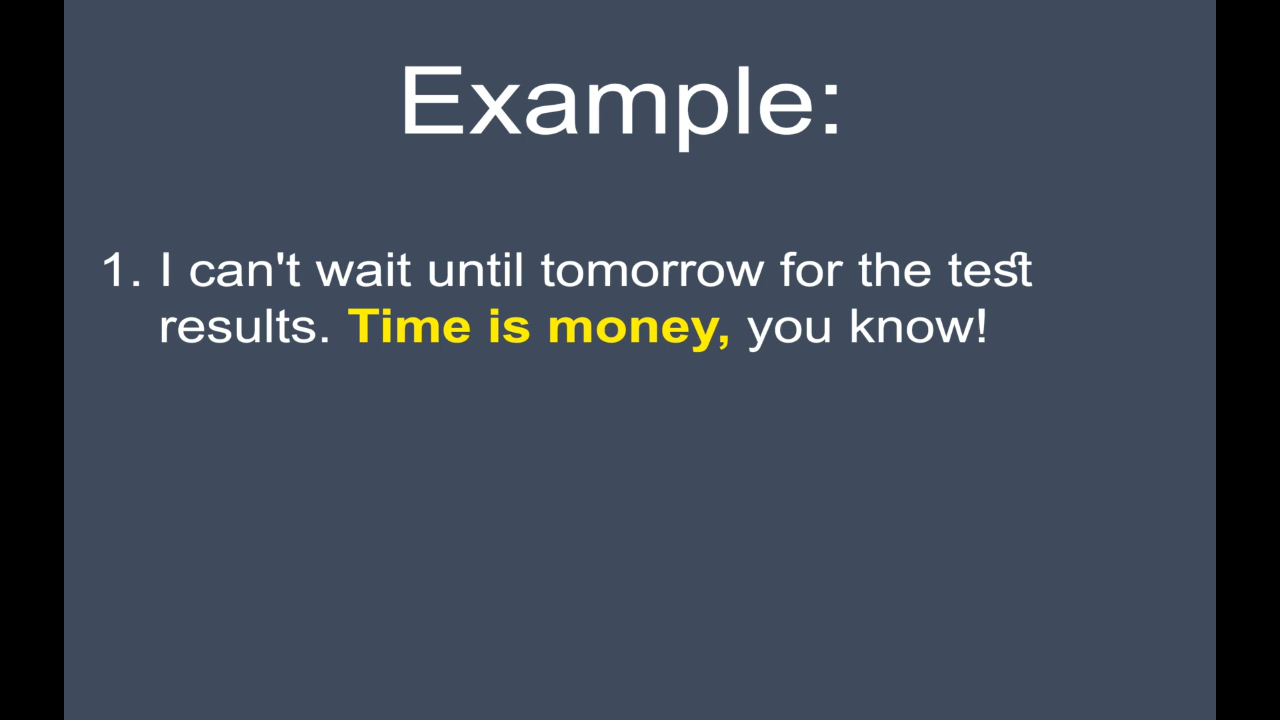 Example:
1. I can't wait until tomorrow for the test
results. Time is money, you know!